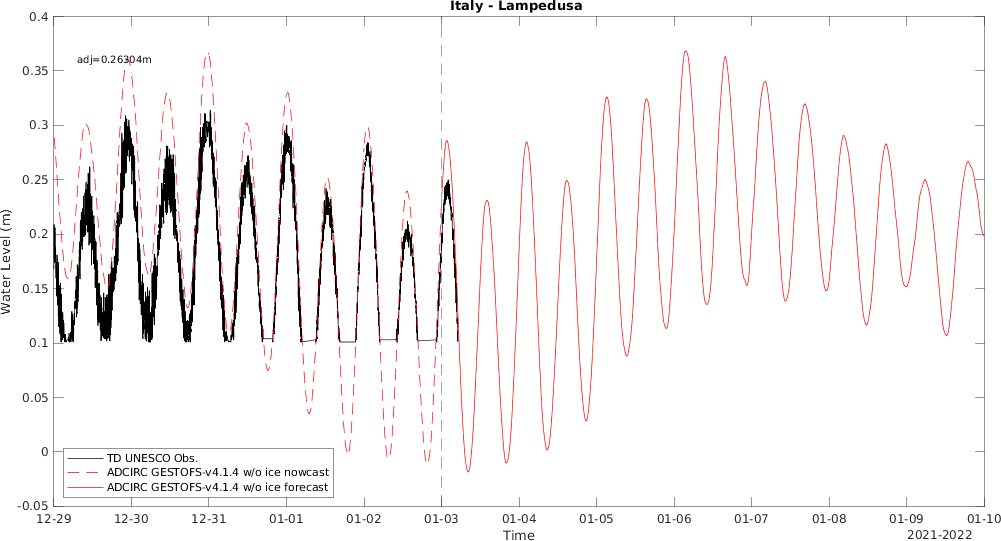 Italy - Lampedusa
0.4
0.35
0.3
0.25
0.2
0.15
0.1
0.05
0
-0.05
Water Level (m)
adj=0.26304m
TD UNESCO Obs.
ADCIRC GESTOFS-v4.1.4 w/o ice nowcast
ADCIRC GESTOFS-v4.1.4 w/o ice forecast
12-29 12-30 12-31 01-01 01-02 01-03 01-03 01-04 01-05 01-06 01-07 01-08 01-09 01-10
Time
2021-2022